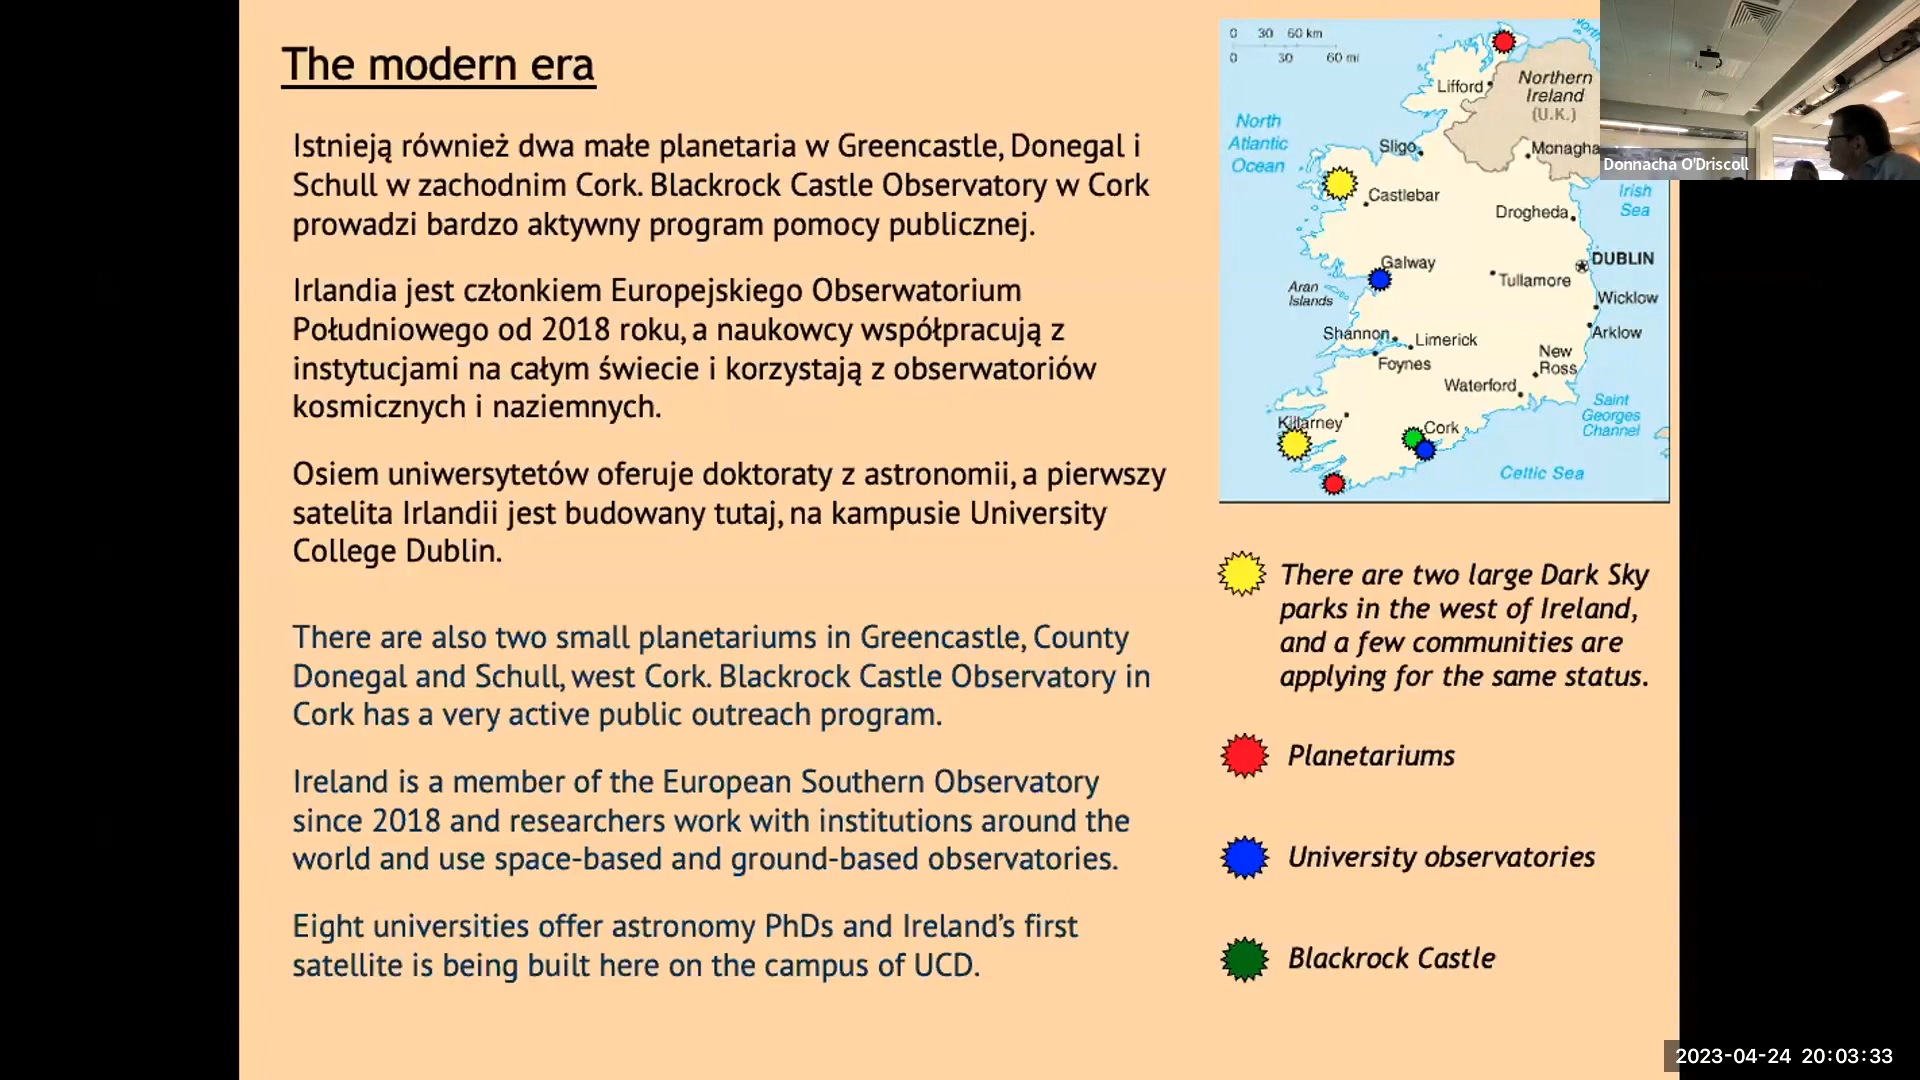 The modern era
Istnieją również dwa małe planetaria w Greencastle, Donegal i
Schull w zachodnim Cork. Blackrock Castle Observatory w Cork
prowadzi bardzo aktywny program pomocy publicznej.
Irlandia jest członkiem Europejskiego Obserwatorium
Południowego od 2018 roku, a naukowcy współpracują z
instytucjami na całym świecie i korzystają z obserwatoriów
kosmicznych i naziemnych.
Osiem uniwersytetów oferuje doktoraty z astronomii, a pierwszy
satelita Irlandii jest budowany tutaj, na kampusie University
College Dublin.
There are also two small planetariums in Greencastle, County
Donegal and Schull, west Cork. Blackrock Castle Observatory in
Cork has a very active public outreach program.
Ireland is a member of the European Southern Observatory
since 2018 and researchers work with institutions around the
world and use space-based and ground-based observatories.
Eight universities offer astronomy PhDs and Ireland’s first
satellite is being built here on the campus of UCD.
0 30 60 km
0 30 60 mi
North
Lifford
Northern
Ireland
(U.K.)
North
Atlantic
Ocean
Sligo
Monagha
Castlebar
Irish
Sea
Drogheda
Galway
DUBLIN
Tullamore
Aran
Islands
Wicklow
Shannon
Limerick
Arklow
Foynes
New
Ross
Waterford
Saint
Georges
Channel
Killarney
Cork
Celtic Sea
There are two large Dark Sky
parks in the west of Ireland,
and a few communities are
applying for the same status.
Planetariums
University observatories
Blackrock Castle
Donnacha O'Driscoll
2023-04-24 20:03:33